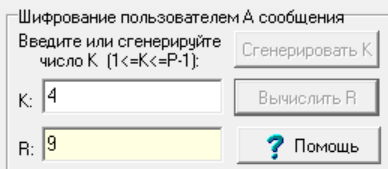 Шифрование пользователем А сообщения
Введите или сгенерируйте
число K (1<=K<=P-1):
Сгенерировать K
K: 4
Вычислить R
R: 9
? Помощь